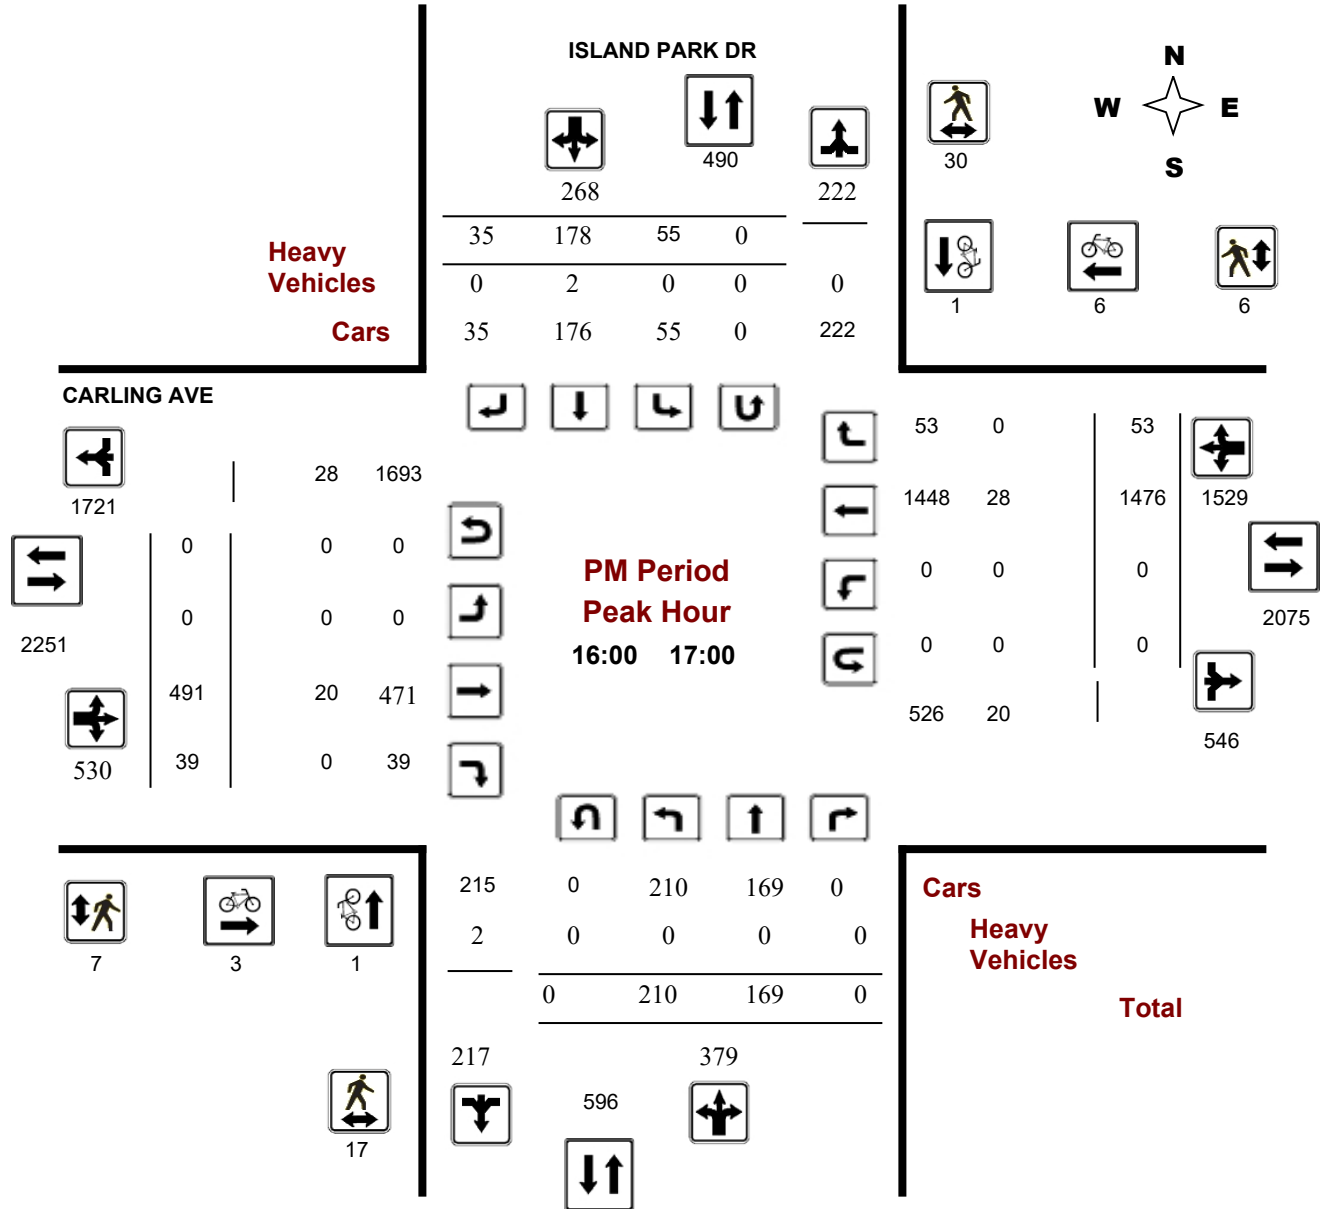 ISLAND PARK DR
N
W E
S
490
30
268
222
35 178 55 0
Heavy
Vehicles
0 2 0 0 0
1 6 6
Cars
35 176 55 0 222
CARLING AVE
53 0 53
28 1693
1721
1448 28 1476 1529
0 0 0
PM Period
0 0 0
Peak Hour
0 0 0
2075
2251
16:00 17:00
0 0 0
491 20 471
526 20
546
530
39 0 39
215 0 210 169 0
Cars
2 0 0 0 0
Heavy
Vehicles
7 3 1
0 210 169 0
Total
217 379
596
17